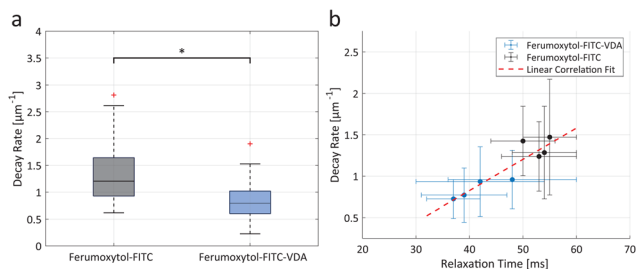 a
Decay Rate [μm⁻¹]
4
3.5
3
2.5
2
1.5
1
0.5
0
*
Ferumoxytol-FITC
Ferumoxytol-FITC-VDA
b
Decay Rate [μm⁻¹]
2.5
2
1.5
1
0.5
Ferumoxytol-FITC-VDA
Ferumoxytol-FITC
Linear Correlation Fit
20 30 40 50 60 70
Relaxation Time [ms]